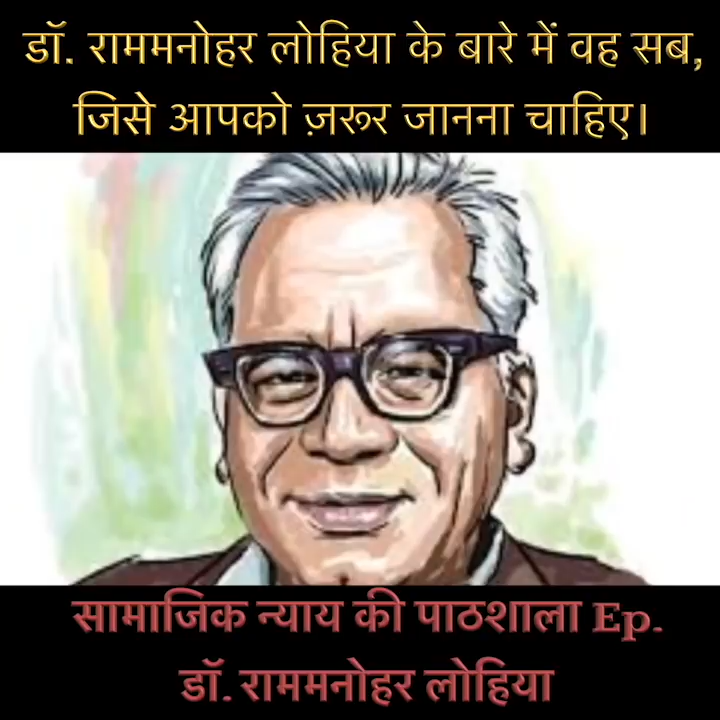 डॉ. राममनोहर लोहिया के बारे में वह सब,
जिसे आपको ज़रूर जानना चाहिए।
सामाजिक न्याय की पाठशाला Ep.
डॉ. राममनोहर लोहिया